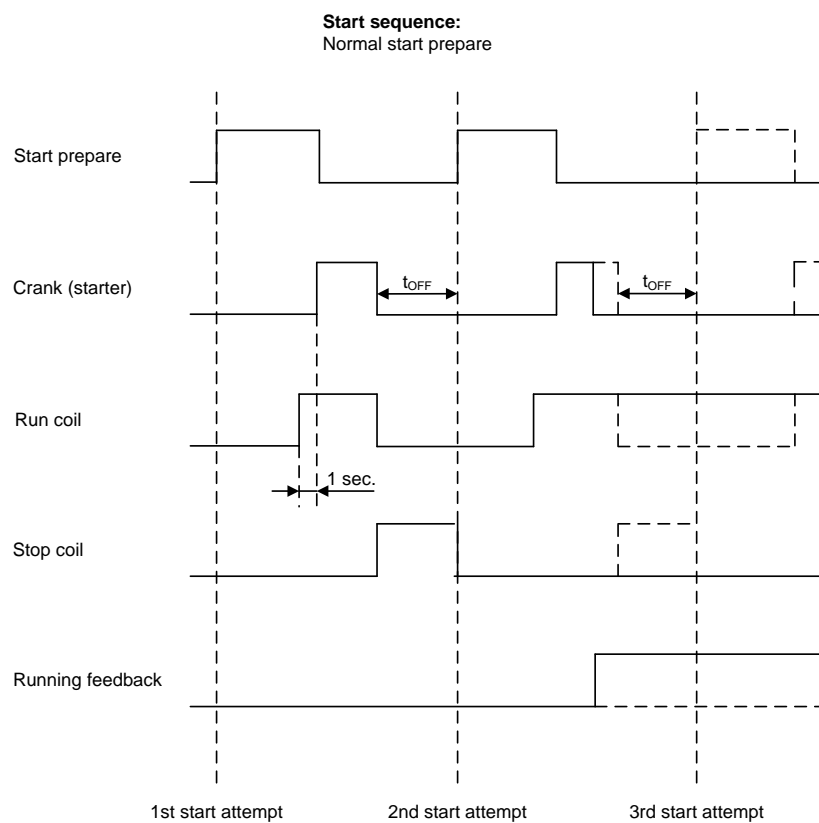 Start sequence:
Normal start prepare
Start prepare
Crank (starter)
tOFF
tOFF
Run coil
1 sec.
Stop coil
Running feedback
1st start attempt
2nd start attempt
3rd start attempt